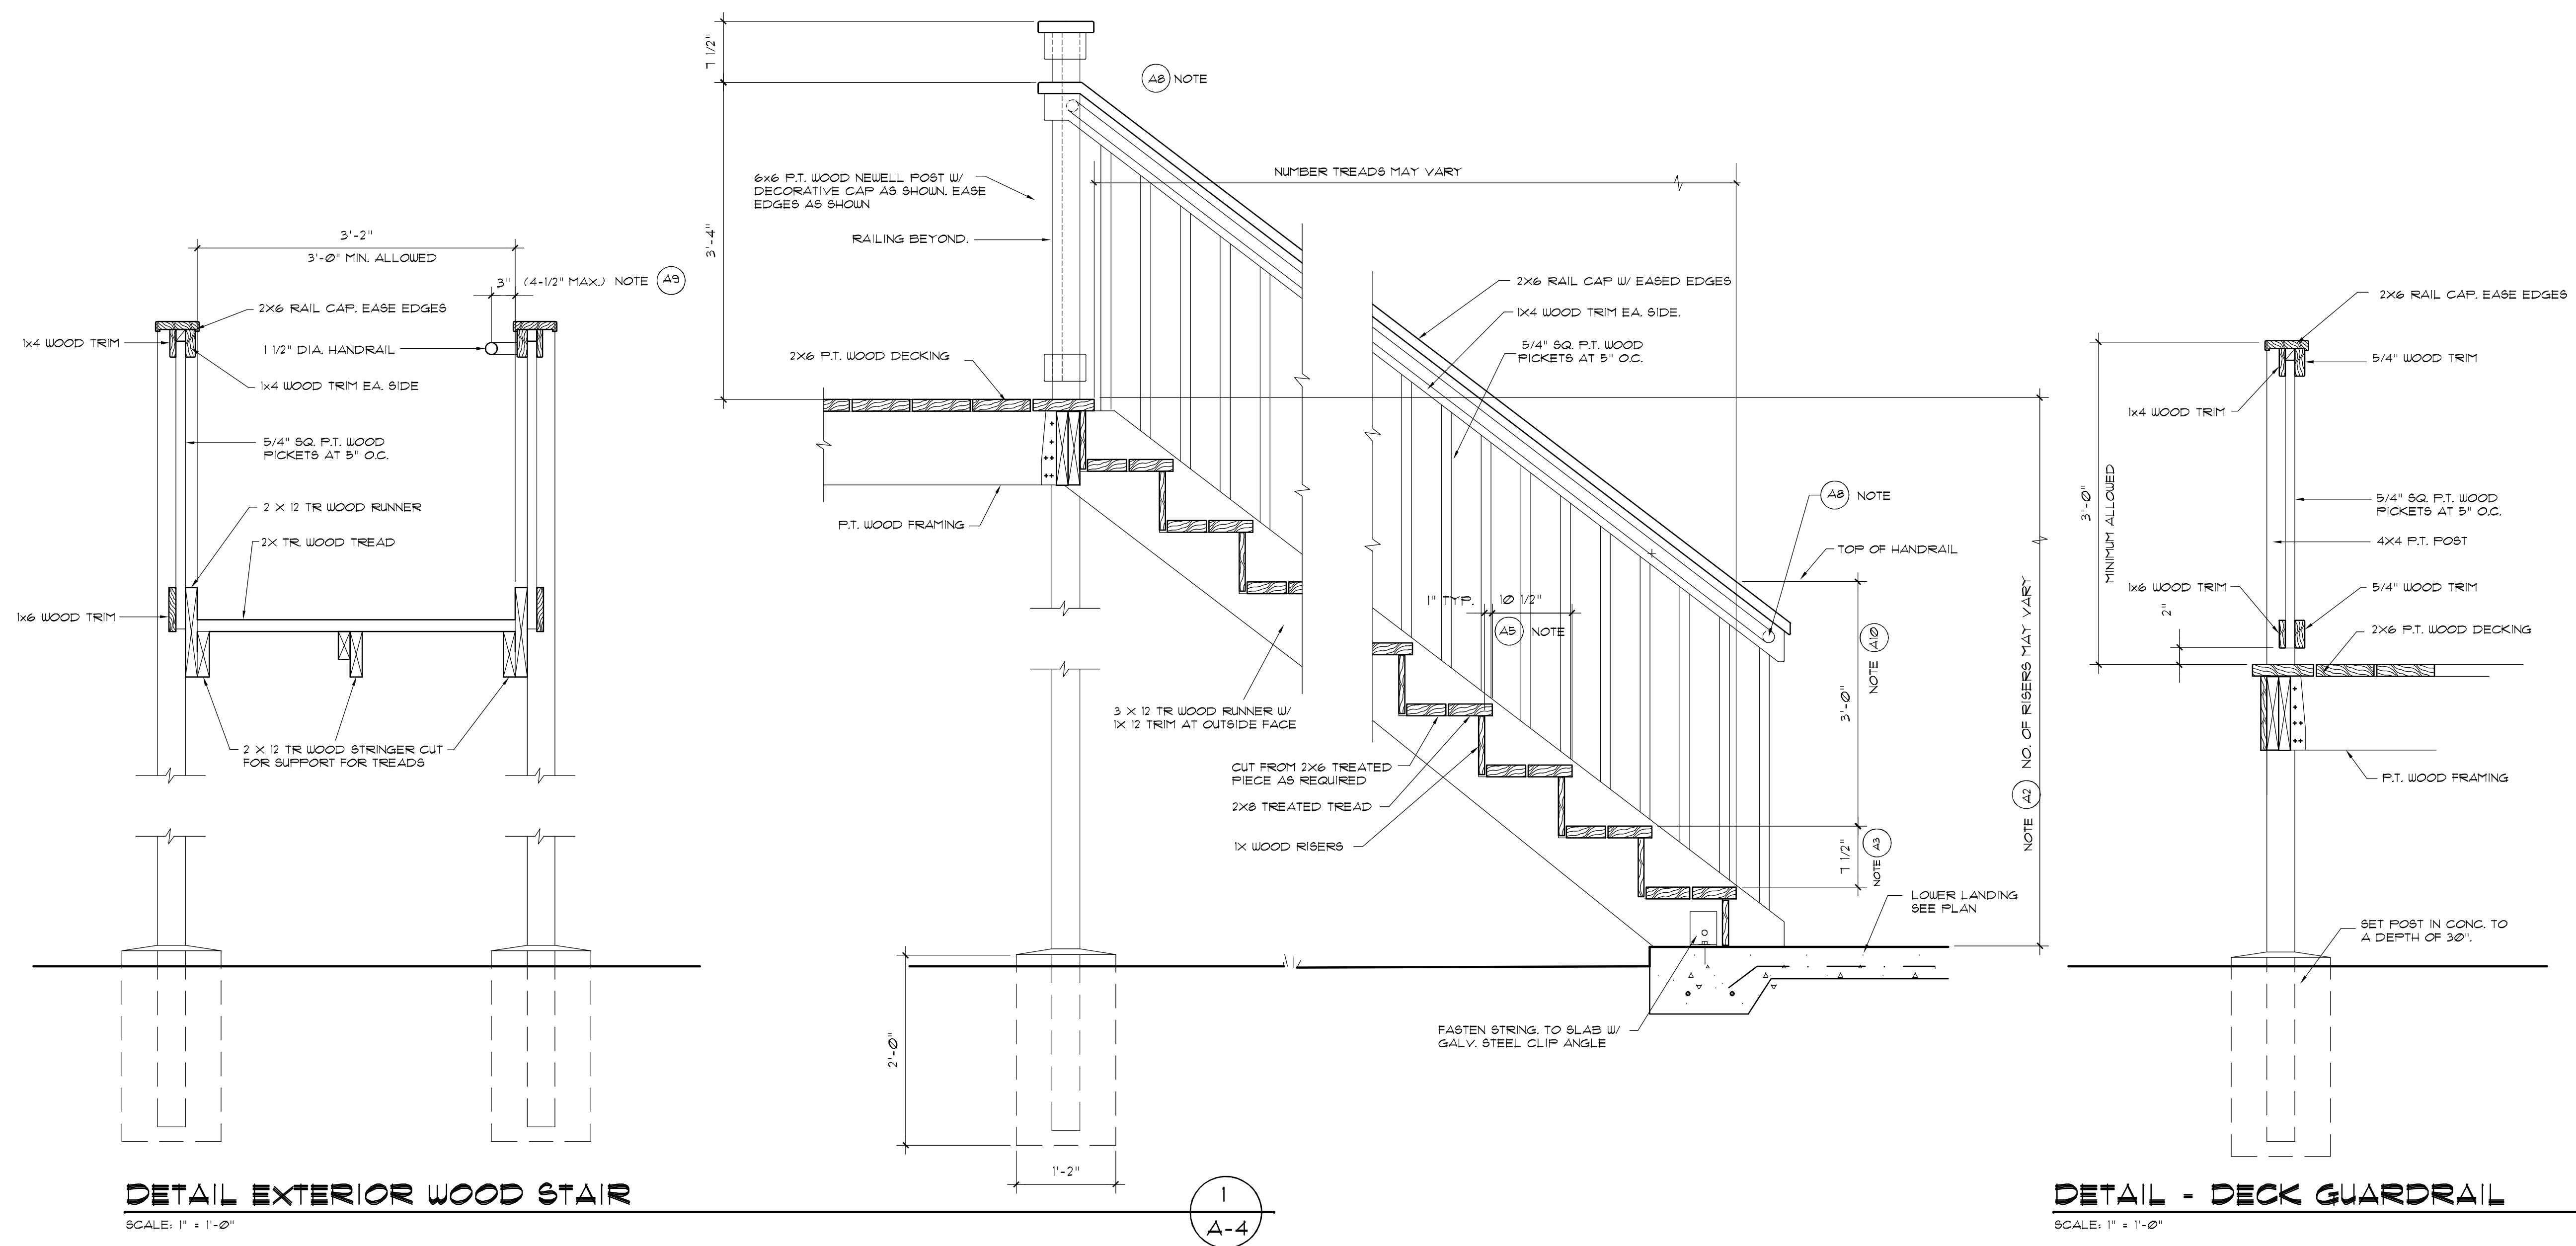 3'-2"
3'-0" MIN. ALLOWED
3" (4-1/2" MAX.) NOTE A9
2X6 RAIL CAP, EASE EDGES
1x4 WOOD TRIM
1 1/2" DIA. HANDRAIL
1x4 WOOD TRIM EA. SIDE
5/4" SQ. P.T. WOOD
PICKETS AT 5" O.C.
2 X 12 TR WOOD RUNNER
2X TR. WOOD TREAD
1x6 WOOD TRIM
2 X 12 TR WOOD STRINGER CUT
FOR SUPPORT FOR TREADS
DETAIL EXTERIOR WOOD STAIR
SCALE: 1" = 1'-0"
7 1/2"
3'-4"
A8 NOTE
6x6 P.T. WOOD NEWELL POST W/
DECORATIVE CAP AS SHOWN. EASE
EDGES AS SHOWN
RAILING BEYOND.
NUMBER TREADS MAY VARY
2X6 P.T. WOOD DECKING
P.T. WOOD FRAMING
2X6 RAIL CAP W/ EASED EDGES
1X4 WOOD TRIM EA. SIDE.
5/4" SQ. P.T. WOOD
PICKETS AT 5" O.C.
A8 NOTE
TOP OF HANDRAIL
1" TYP. 10 1/2"
A5 NOTE
3'-0"
NOTE A10
7 1/2"
NOTE A3
NOTE A2 NO. OF RISERS MAY VARY
3 X 12 TR WOOD RUNNER W/
1X 12 TRIM AT OUTSIDE FACE
CUT FROM 2X6 TREATED
PIECE AS REQUIRED
2X8 TREATED TREAD
1X WOOD RISERS
LOWER LANDING
SEE PLAN
FASTEN STRING. TO SLAB W/
GALV. STEEL CLIP ANGLE
2'-0"
1'-2"
1
A-4
2X6 RAIL CAP, EASE EDGES
5/4" WOOD TRIM
1x4 WOOD TRIM
3'-0"
MINIMUM ALLOWED
5/4" SQ. P.T. WOOD
PICKETS AT 5" O.C.
4X4 P.T. POST
1x6 WOOD TRIM
5/4" WOOD TRIM
2"
2X6 P.T. WOOD DECKING
P.T. WOOD FRAMING
SET POST IN CONC. TO
A DEPTH OF 30".
DETAIL - DECK GUARDRAIL
SCALE: 1" = 1'-0"